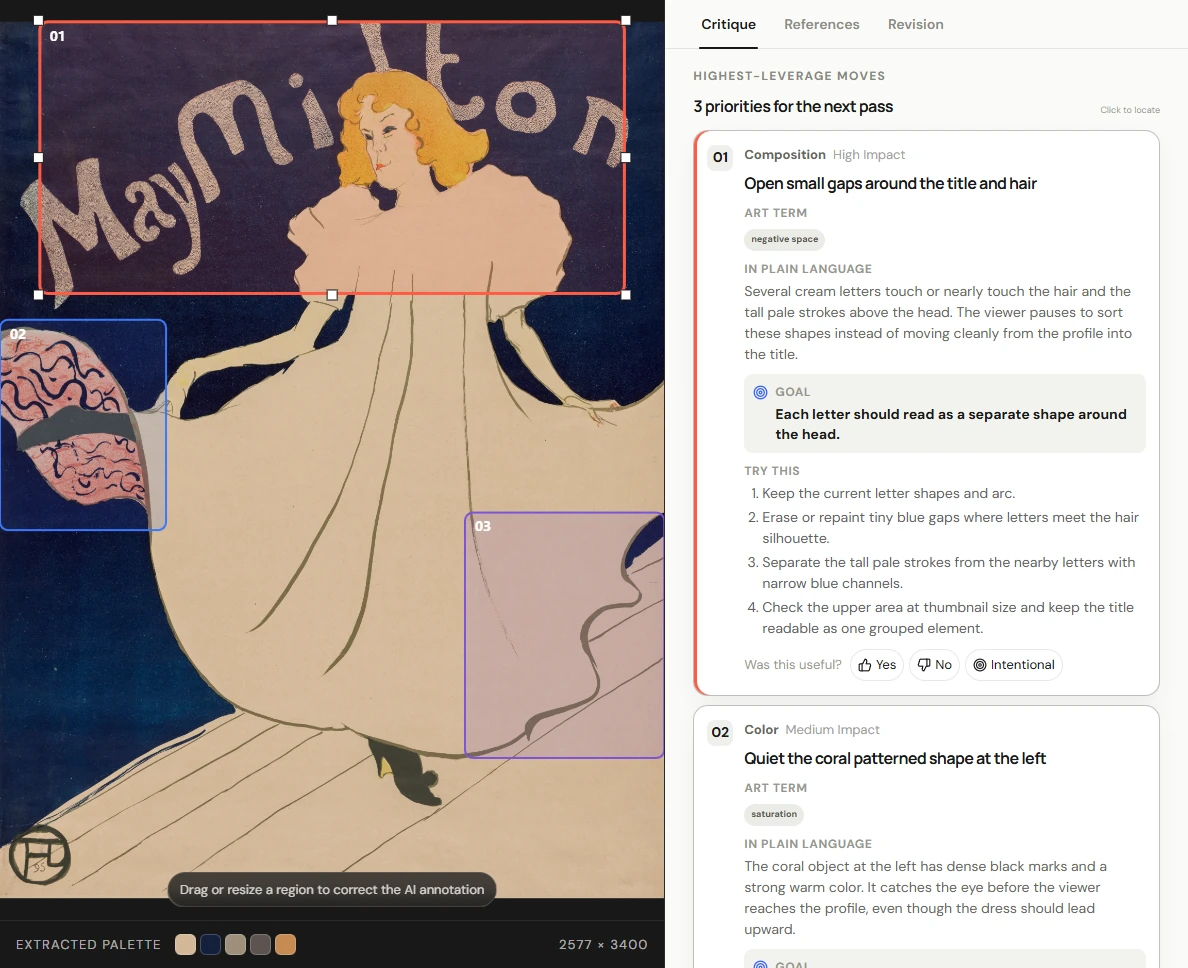 01
May Milton
02
03
HL
95
Drag or resize a region to correct the AI annotation
EXTRACTED PALETTE
2577 × 3400
Critique
References
Revision
HIGHEST-LEVERAGE MOVES
3 priorities for the next pass
Click to locate
01
Composition High Impact
Open small gaps around the title and hair
ART TERM
negative space
IN PLAIN LANGUAGE
Several cream letters touch or nearly touch the hair and the
tall pale strokes above the head. The viewer pauses to sort
these shapes instead of moving cleanly from the profile into
the title.
GOAL
Each letter should read as a separate shape around
the head.
TRY THIS
1. Keep the current letter shapes and arc.
2. Erase or repaint tiny blue gaps where letters meet the hair
silhouette.
3. Separate the tall pale strokes from the nearby letters with
narrow blue channels.
4. Check the upper area at thumbnail size and keep the title
readable as one grouped element.
Was this useful? Yes No Intentional
02
Color Medium Impact
Quiet the coral patterned shape at the left
ART TERM
saturation
IN PLAIN LANGUAGE
The coral object at the left has dense black marks and a
strong warm color. It catches the eye before the viewer
reaches the profile, even though the dress should lead
upward.
GOAL